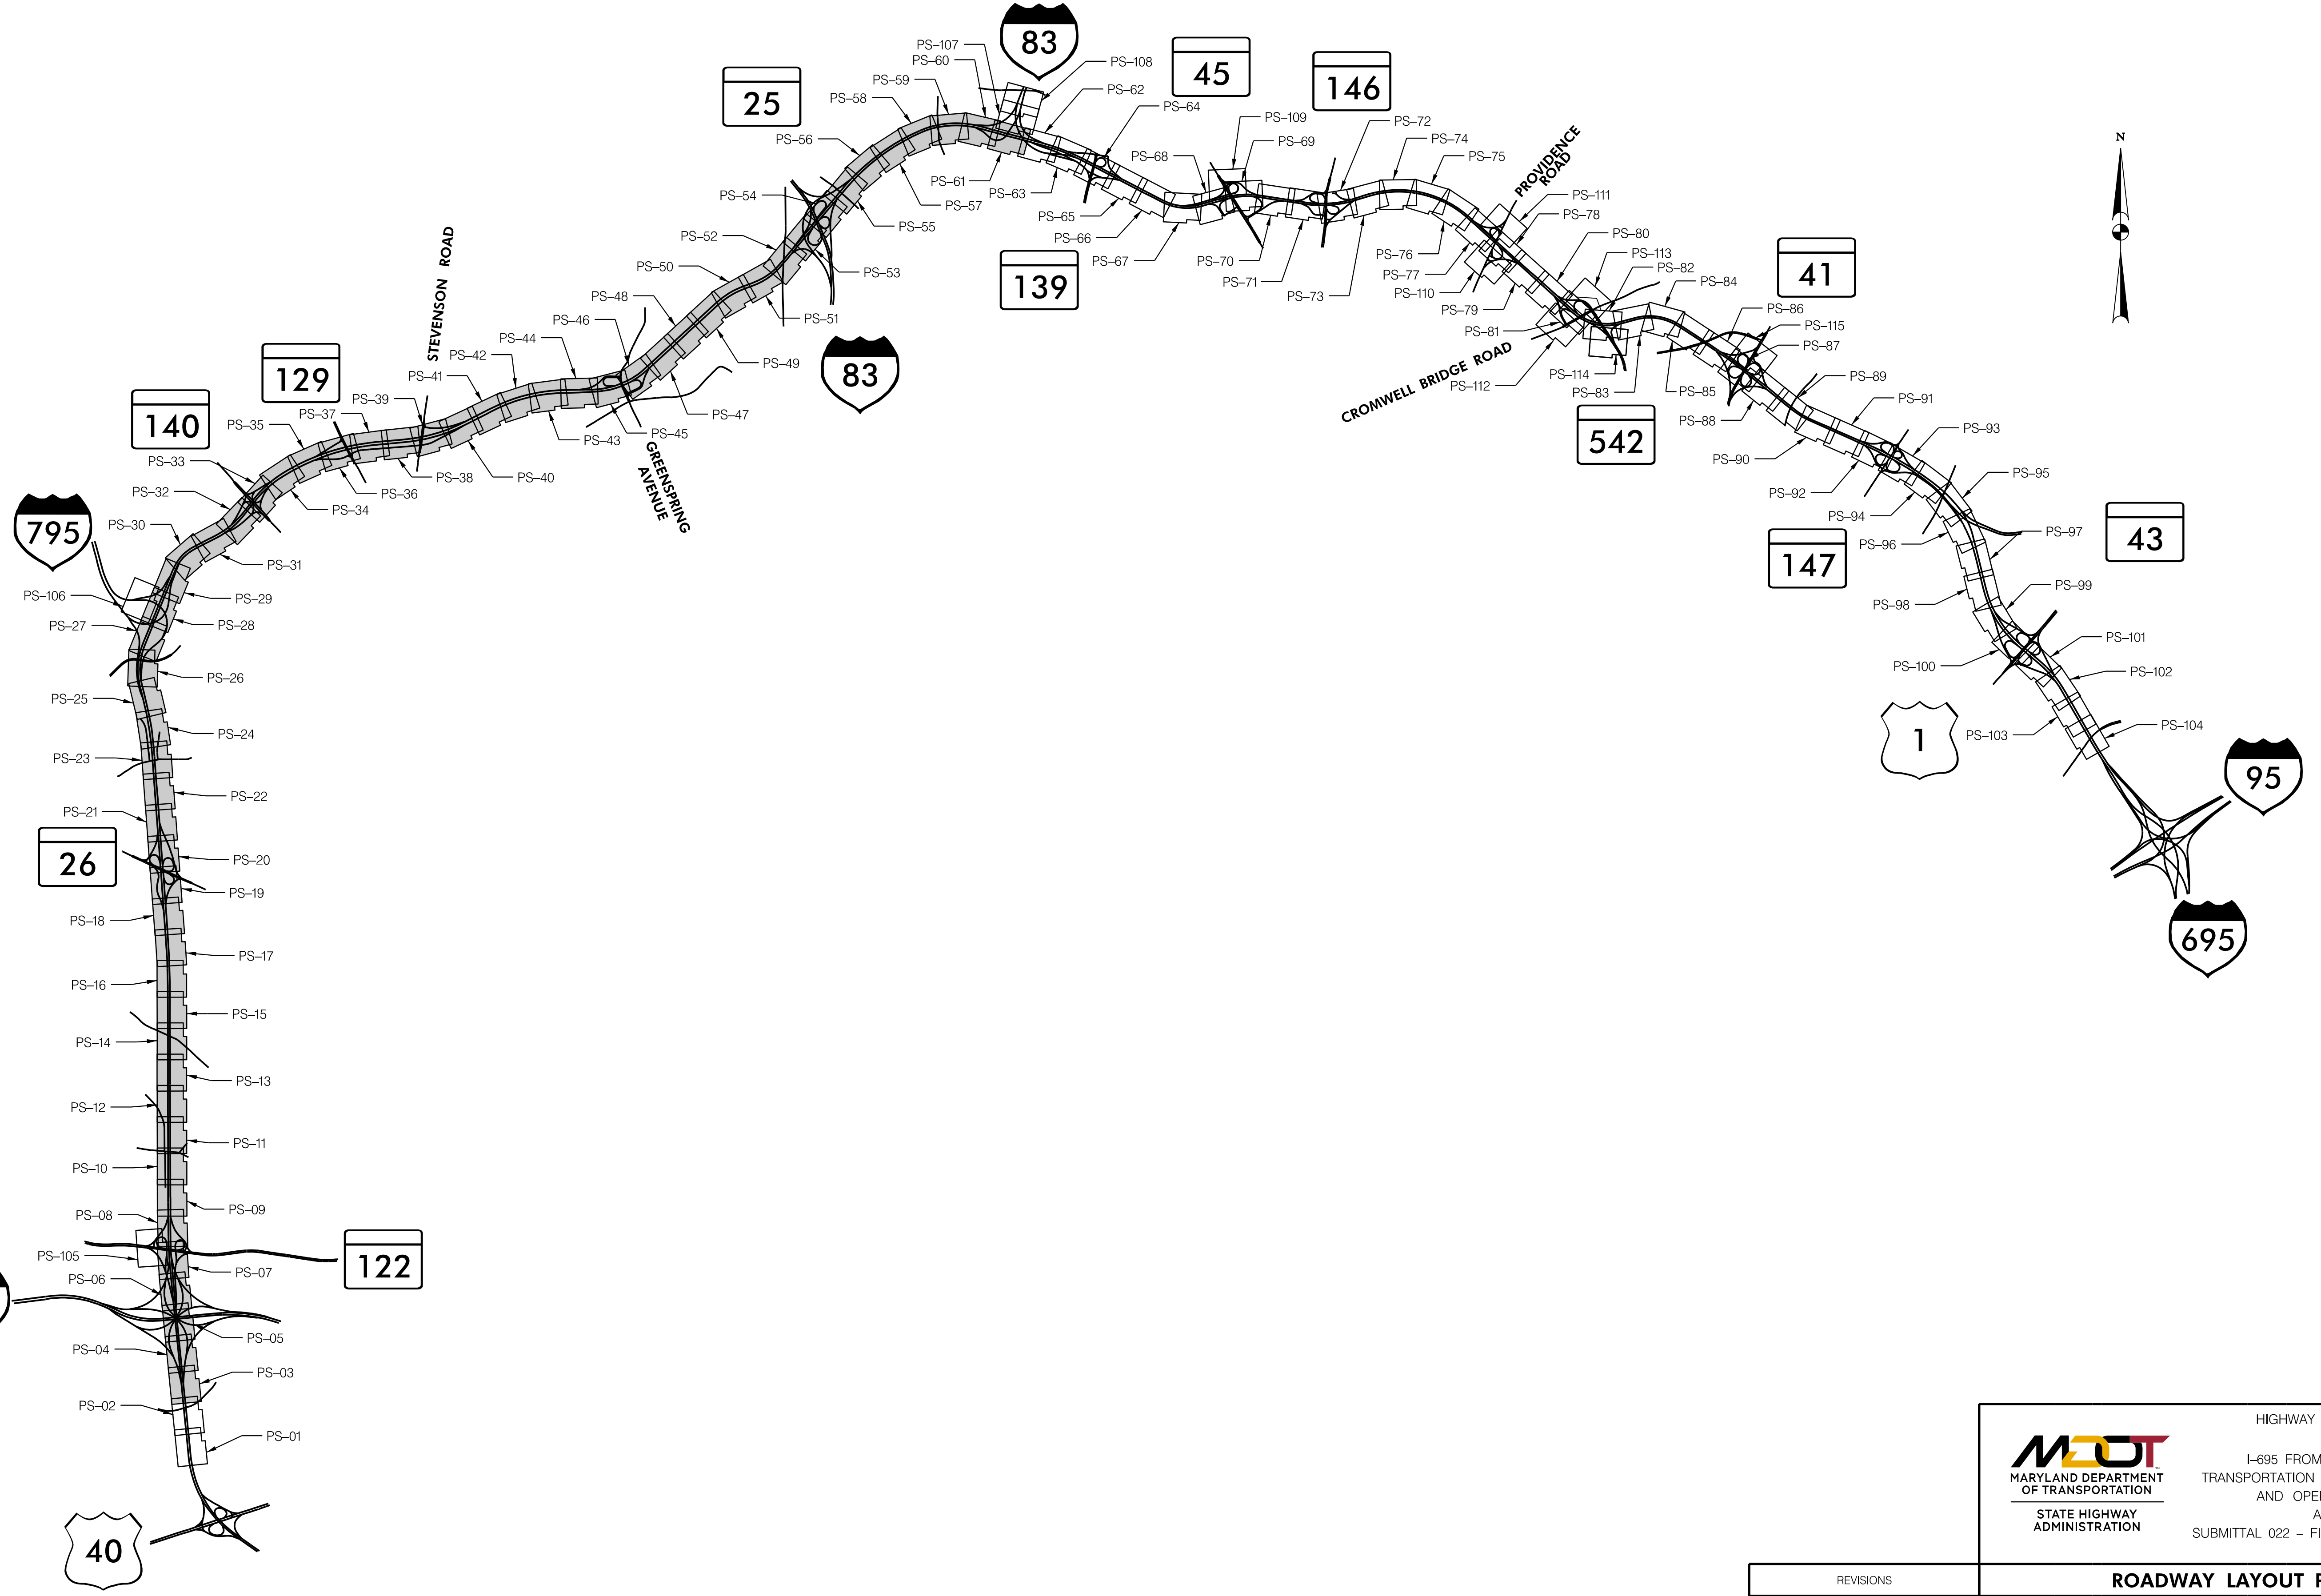 PS-107
PS-60
83
PS-108
45
146
25
PS-59
PS-58
PS-62
PS-64
PS-56
PS-109
PS-69
PS-72
PS-74
PS-75
PROVIDENCE
ROAD
N
PS-68
PS-54
PS-61
PS-63
PS-57
PS-55
PS-65
PS-66
PS-67
PS-70
PS-71
PS-73
PS-76
PS-77
PS-110
PS-79
PS-81
PS-111
PS-78
PS-80
PS-113
PS-82
PS-84
41
PS-86
PS-115
PS-87
PS-52
PS-53
PS-50
PS-51
STEVENSON ROAD
139
PS-48
PS-46
PS-44
PS-42
PS-41
PS-49
83
CROMWELL BRIDGE ROAD
PS-112
PS-114
PS-83
PS-85
PS-88
PS-89
PS-91
PS-93
PS-95
542
PS-90
PS-92
PS-94
129
140
PS-39
PS-37
PS-35
PS-33
PS-32
PS-30
PS-47
PS-45
PS-43
PS-40
PS-38
PS-36
PS-34
GREENSPRING
AVENUE
PS-31
795
PS-106
PS-29
PS-27
PS-28
PS-26
PS-25
PS-24
PS-23
PS-22
PS-21
26
PS-20
PS-19
PS-18
PS-17
PS-16
PS-15
PS-14
PS-13
PS-12
PS-11
PS-10
PS-09
PS-08
PS-105
PS-06
PS-07
122
PS-05
PS-04
PS-03
PS-02
PS-01
40
147
PS-96
PS-97
43
PS-98
PS-99
PS-100
PS-101
PS-102
1
PS-103
PS-104
95
695
MDOT
MARYLAND DEPARTMENT
OF TRANSPORTATION
STATE HIGHWAY
ADMINISTRATION
HIGHWAY
I-695 FROM
TRANSPORTATION
AND
SUBMITTAL 022 -
REVISIONS
ROADWAY LAYOUT